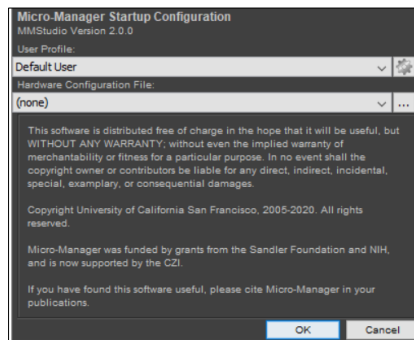 Micro-Manager Startup Configuration
MMStudio Version 2.0.0
User Profile:
Default User
Hardware Configuration File:
(none)
...
This software is distributed free of charge in the hope that it will be useful, but
WITHOUT ANY WARRANTY; without even the implied warranty of
merchantability or fitness for a particular purpose. In no event shall the
copyright owner or contributors be liable for any direct, indirect, incidental,
special, examplary, or consequential damages.
Copyright University of California San Francisco, 2005-2020. All rights
reserved.
Micro-Manager was funded by grants from the Sandler Foundation and NIH,
and is now supported by the CZI.
If you have found this software useful, please cite Micro-Manager in your
publications.
OK Cancel